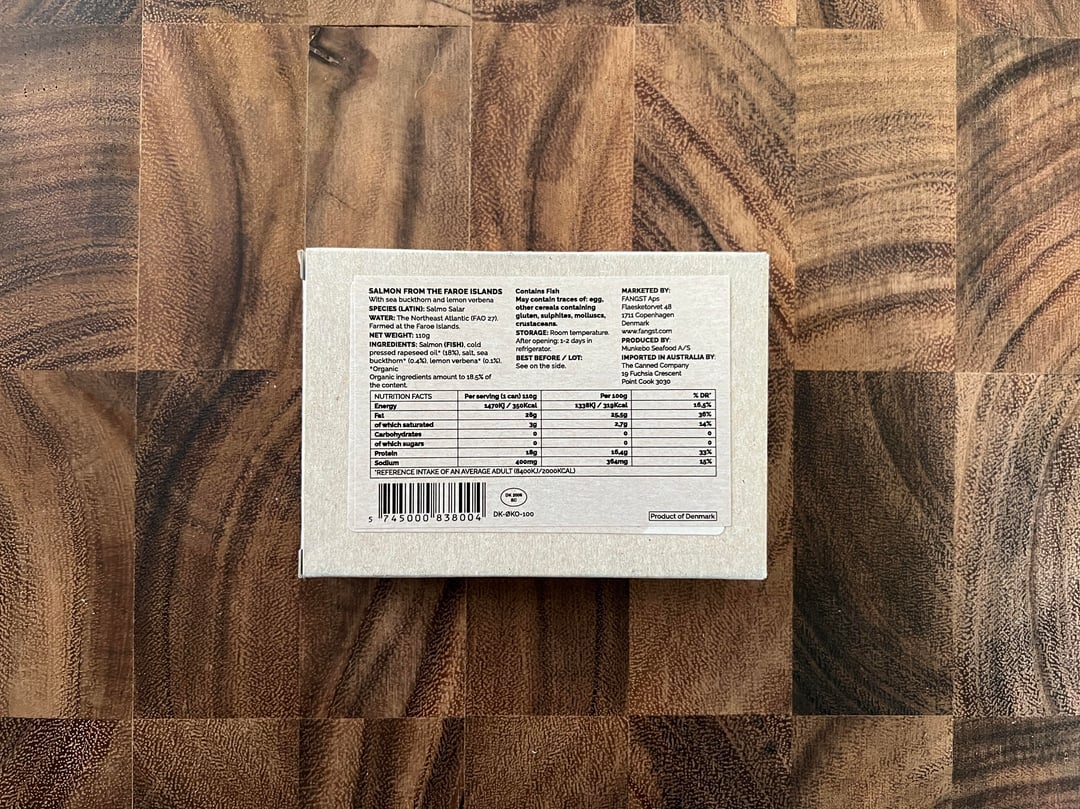 SALMON FROM THE FAROE ISLANDS
With sea buckthorn and lemon verbena
SPECIES (LATIN): Salmo Salar
WATER: The Northeast Atlantic (FAO 27).
Farmed at the Faroe Islands.
NET WEIGHT: 110g
INGREDIENTS: Salmon (FISH), cold
pressed rapeseed oil* (18%), salt, sea
buckthorn* (0.4%), lemon verbena* (0.1%).
*Organic
Organic ingredients amount to 18.5% of
the content.
Contains Fish
May contain traces of: egg,
other cereals containing
gluten, sulphites, molluscs,
crustaceans.
STORAGE: Room temperature.
After opening: 1-2 days in
refrigerator.
BEST BEFORE / LOT:
See on the side.
MARKETED BY:
FANGST Aps
Flaesketorvet 48
1711 Copenhagen
Denmark
www.fangst.com
PRODUCED BY:
Munkebo Seafood A/S
IMPORTED IN AUSTRALIA BY:
The Canned Company
19 Fuchsia Crescent
Point Cook 3030
NUTRITION FACTS Per serving (1 can) 110g Per 100g % DR*
Energy 1470KJ / 350Kcal 1338KJ / 319Kcal 16,5%
Fat 28g 25,5g 36%
of which saturated 3g 2,7g 14%
Carbohydrates 0 0 0
of which sugars 0 0 0
Protein 18g 16,4g 33%
Sodium 400mg 364mg 15%
*REFERENCE INTAKE OF AN AVERAGE ADULT (8400KJ/2000KCAL)
5 745000 838004
DK-ØKO-100
Product of Denmark